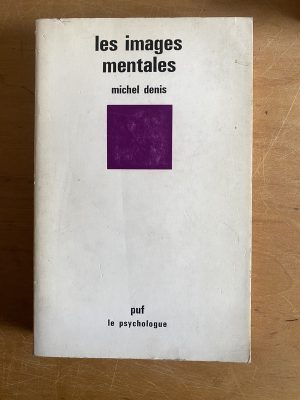 les images
mentales
michel denis
puf
le psychologue